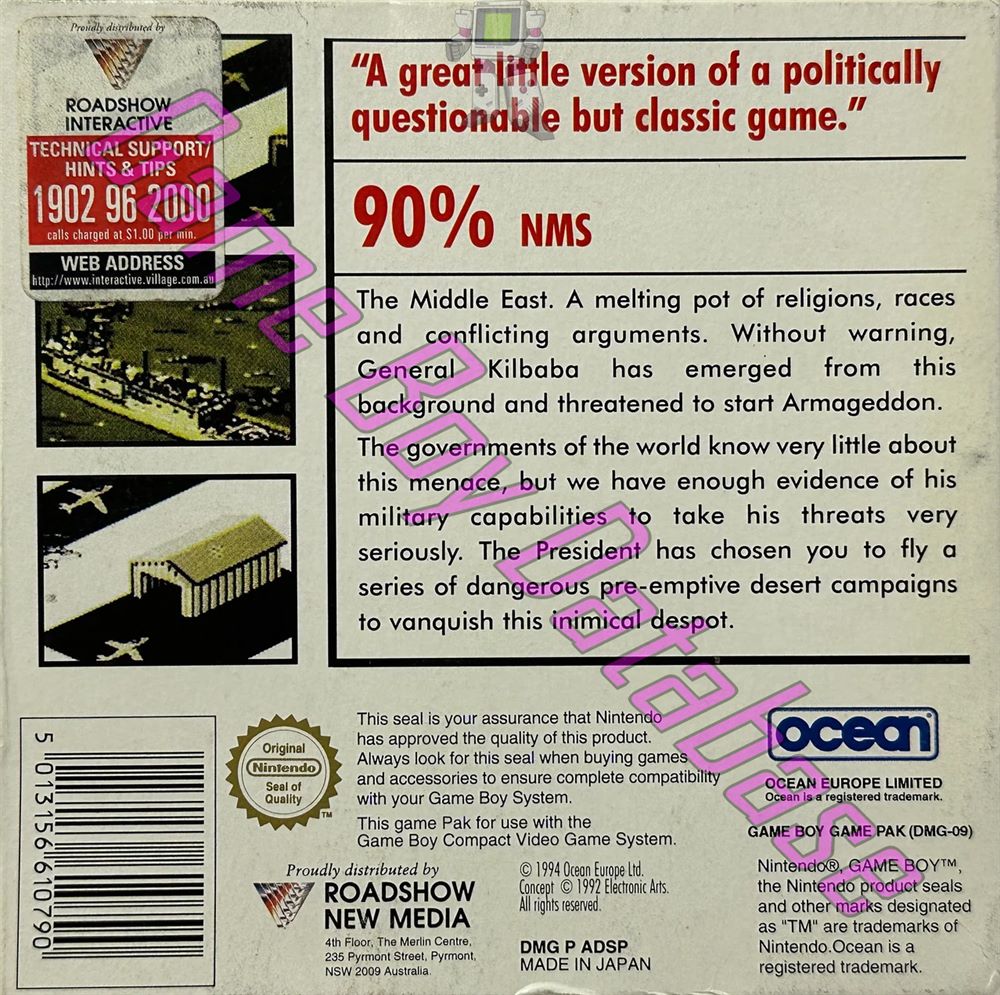 Proudly distributed by
ROADSHOW
INTERACTIVE
TECHNICAL SUPPORT/
HINTS & TIPS
1902 96 2000
calls charged at $1.00 per min.
WEB ADDRESS
http://www.interactive.village.com.au
“A great little version of a politically
questionable but classic game.”
90% NMS
The Middle East. A melting pot of religions, races
and conflicting arguments. Without warning,
General Kilbaba has emerged from this
background and threatened to start Armageddon.
The governments of the world know very little about
this menace, but we have enough evidence of his
military capabilities to take his threats very
seriously. The President has chosen you to fly a
series of dangerous pre-emptive desert campaigns
to vanquish this inimical despot.
Game Boy Database
5 013156 610790
Original
Nintendo
Seal of
Quality
TM
This seal is your assurance that Nintendo
has approved the quality of this product.
Always look for this seal when buying games
and accessories to ensure complete compatibility
with your Game Boy System.
This game Pak for use with the
Game Boy Compact Video Game System.
Proudly distributed by
ROADSHOW
NEW MEDIA
4th Floor, The Merlin Centre,
235 Pyrmont Street, Pyrmont,
NSW 2009 Australia.
© 1994 Ocean Europe Ltd.
Concept © 1992 Electronic Arts.
All rights reserved.
DMG P ADSP
MADE IN JAPAN
ocean®
OCEAN EUROPE LIMITED
Ocean is a registered trademark.
GAME BOY GAME PAK (DMG-09)
Nintendo®, GAME BOY™,
the Nintendo product seals
and other marks designated
as "TM" are trademarks of
Nintendo.Ocean is a
registered trademark.